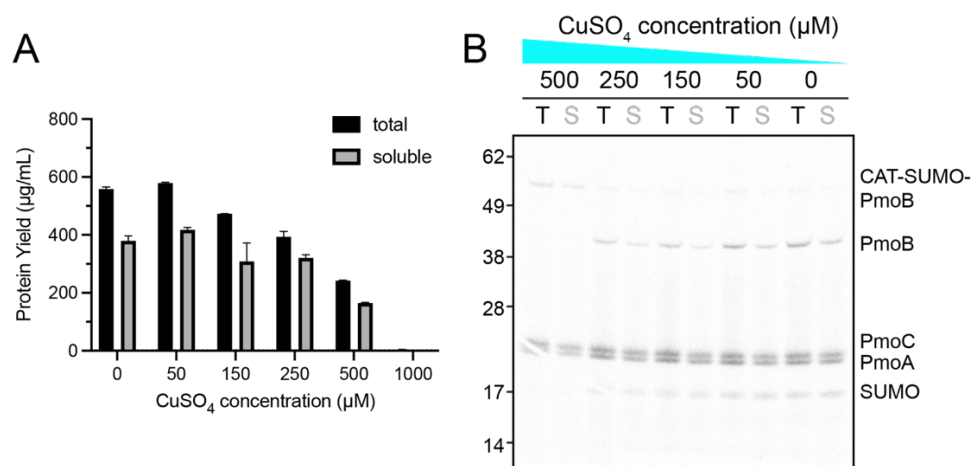 A
Protein Yield (µg/mL)
800
600
400
200
0
total
soluble
0 50 150 250 500 1000
CuSO₄ concentration (µM)
B
CuSO₄ concentration (µM)
500 250 150 50 0
T S T S T S T S T S
62
49
38
28
17
14
CAT-SUMO-
PmoB
PmoB
PmoC
PmoA
SUMO